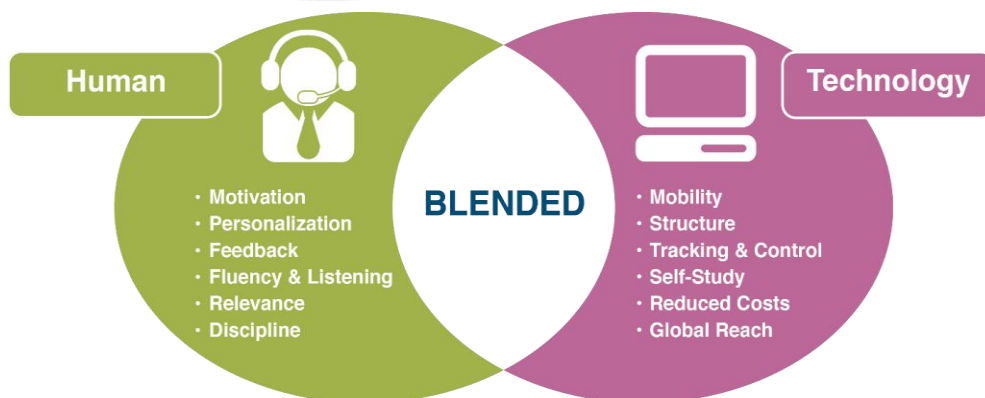 Human
· Motivation
· Personalization
· Feedback
· Fluency & Listening
· Relevance
· Discipline
BLENDED
Technology
· Mobility
· Structure
· Tracking & Control
· Self-Study
· Reduced Costs
· Global Reach